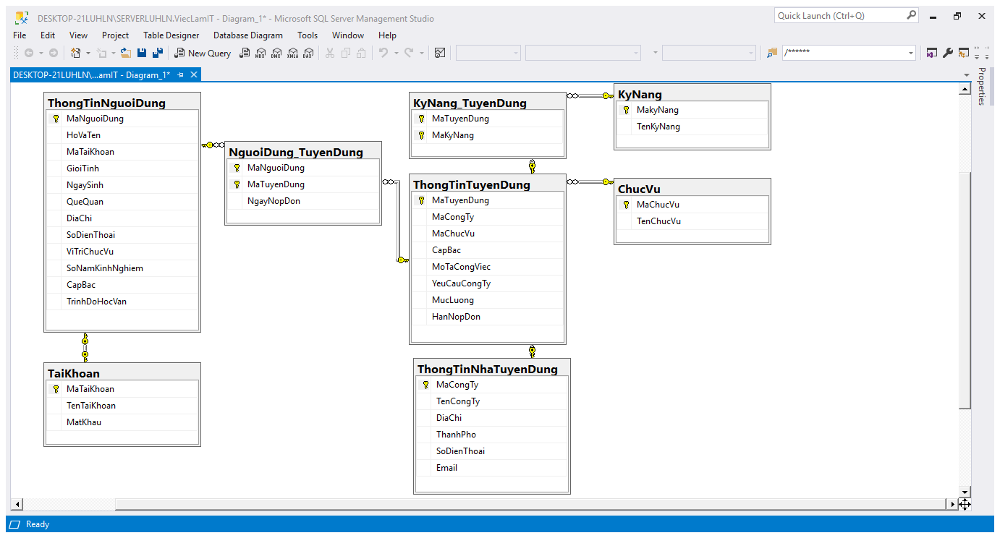 DESKTOP-21LUHLN\SERVERLUHLN.ViecLamIT - Diagram_1* - Microsoft SQL Server Management Studio
Quick Launch (Ctrl+Q)
File Edit View Project Table Designer Database Diagram Tools Window Help
New Query MDX DMX XMLA DAX /******
DESKTOP-21LUHLN\...amIT - Diagram_1*
Properties
ThongTinNguoiDung
MaNguoiDung
HoVaTen
MaTaiKhoan
GioiTinh
NgaySinh
QueQuan
DiaChi
SoDienThoai
ViTriChucVu
SoNamKinhNghiem
CapBac
TrinhDoHocVan
TaiKhoan
MaTaiKhoan
TenTaiKhoan
MatKhau
NguoiDung_TuyenDung
MaNguoiDung
MaTuyenDung
NgayNopDon
KyNang_TuyenDung
MaTuyenDung
MaKyNang
ThongTinTuyenDung
MaTuyenDung
MaCongTy
MaChucVu
CapBac
MoTaCongViec
YeuCauCongTy
MucLuong
HanNopDon
ThongTinNhaTuyenDung
MaCongTy
TenCongTy
DiaChi
ThanhPho
SoDienThoai
Email
KyNang
MakyNang
TenKyNang
ChucVu
MaChucVu
TenChucVu
Ready